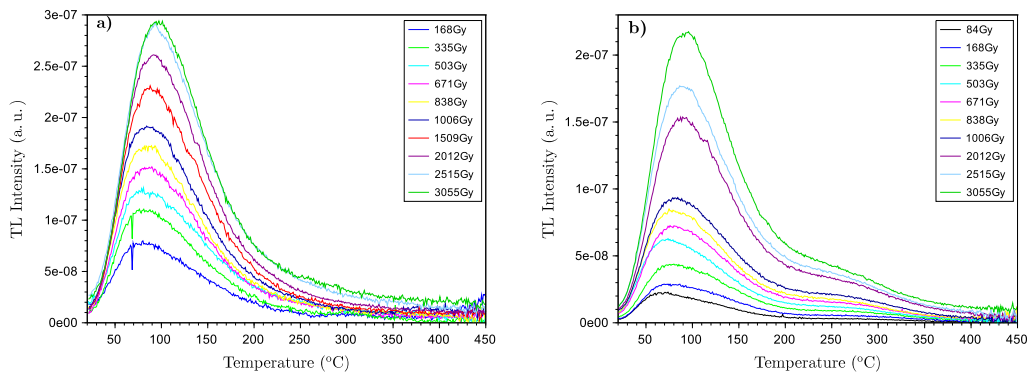 a)
3e-07
2.5e-07
2e-07
1.5e-07
1e-07
5e-08
0e00
50
100
150
200
250
300
350
400
450
TL Intensity (a. u. )
Temperature (°C)
168Gy
335Gy
503Gy
671Gy
838Gy
1006Gy
1509Gy
2012Gy
2515Gy
3055Gy
b)
2e-07
1.5e-07
1e-07
5e-08
0e00
50
100
150
200
250
300
350
400
450
TL Intensity (a. u. )
Temperature (°C)
84Gy
168Gy
335Gy
503Gy
671Gy
838Gy
1006Gy
2012Gy
2515Gy
3055Gy